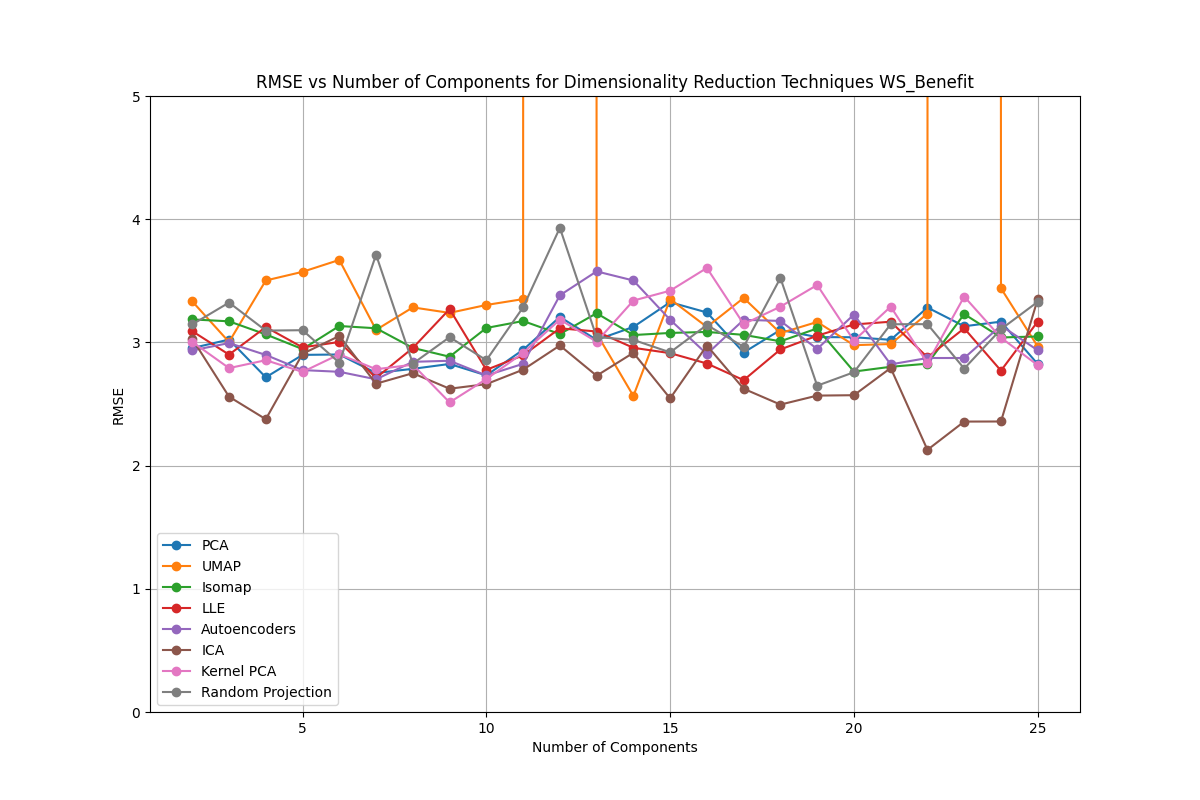 RMSE vs Number of Components for Dimensionality Reduction Techniques WS_Benefit
5
4
3
2
1
0
RMSE
PCA
UMAP
Isomap
LLE
Autoencoders
ICA
Kernel PCA
Random Projection
5 10 15 20 25
Number of Components